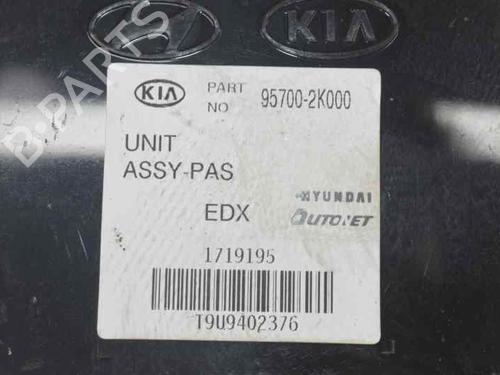 KIA
KIA PART NO 95700-2K000
UNIT
ASSY-PAS
EDX
HYUNDAI
AUTONET
1719195
T9U9402376
B-PARTS